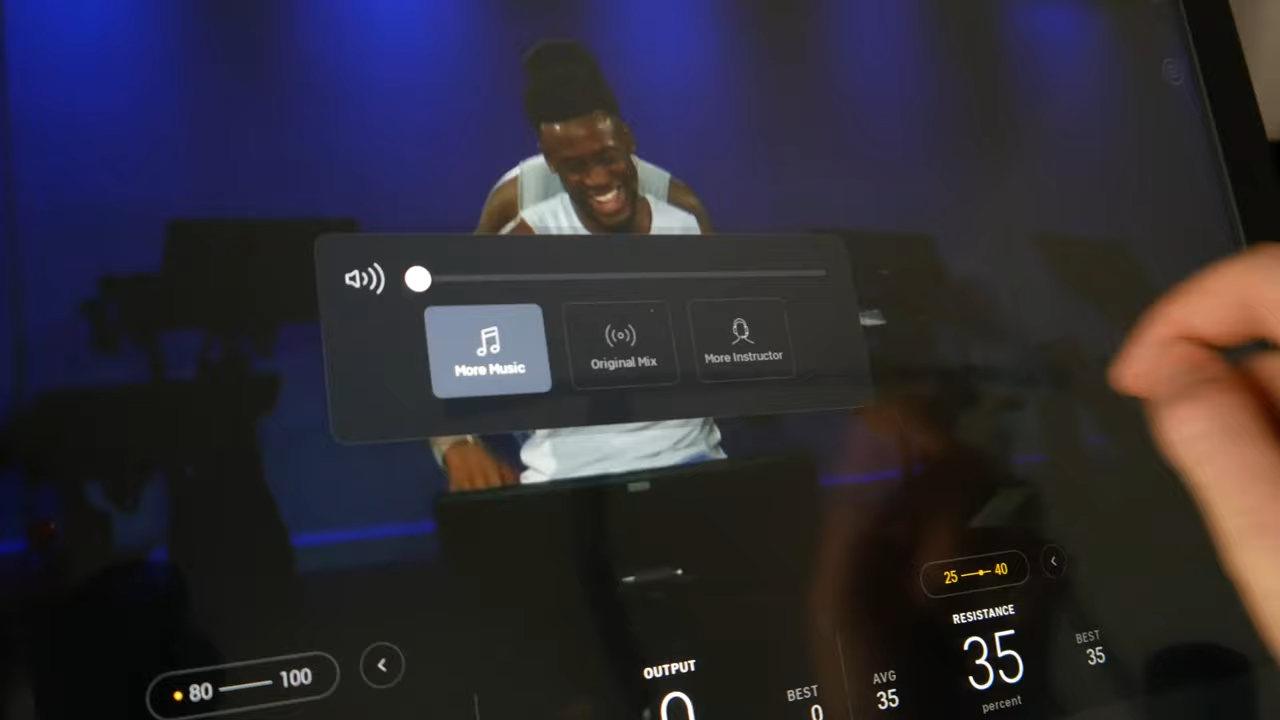 More Music
Original Mix
More Instructor
25 40
RESISTANCE
35
percent
BEST
35
AVG
35
OUTPUT
0
BEST
0
80 100